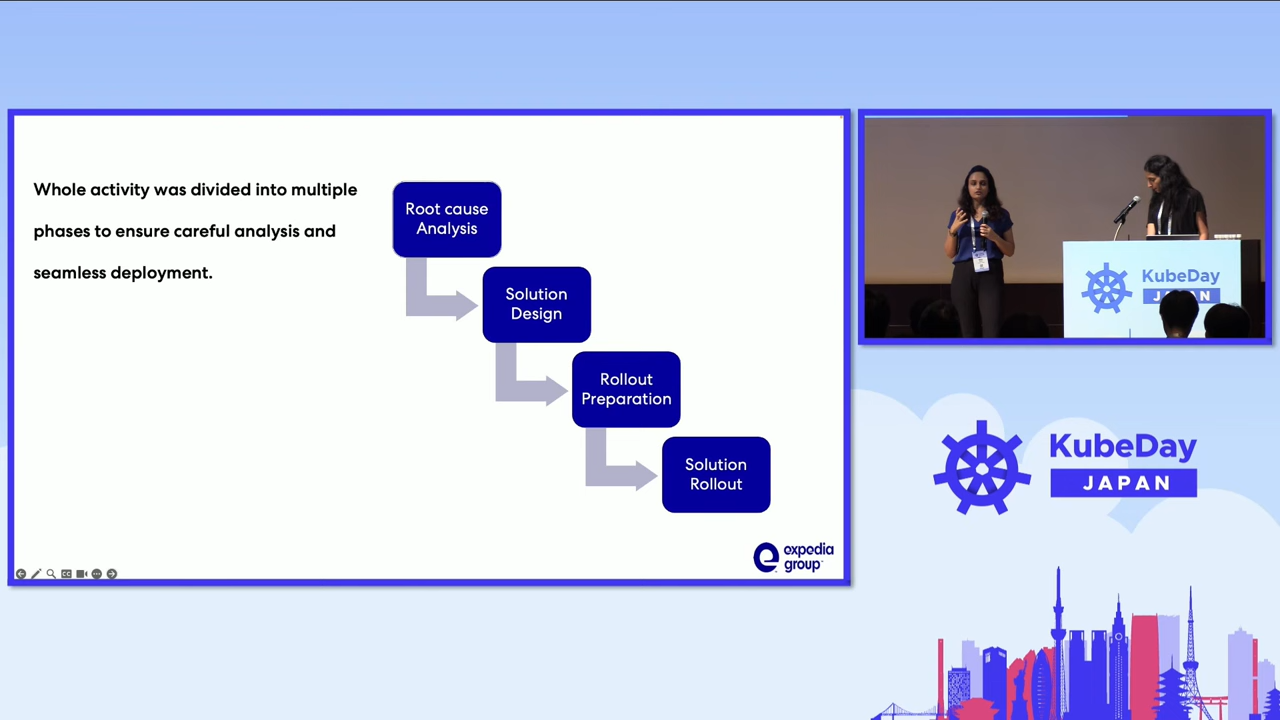 Whole activity was divided into multiple
phases to ensure careful analysis and
seamless deployment.
Root cause
Analysis
Solution
Design
Rollout
Preparation
Solution
Rollout
expedia
group
KubeDay
JAPAN
KubeDay
JAPAN